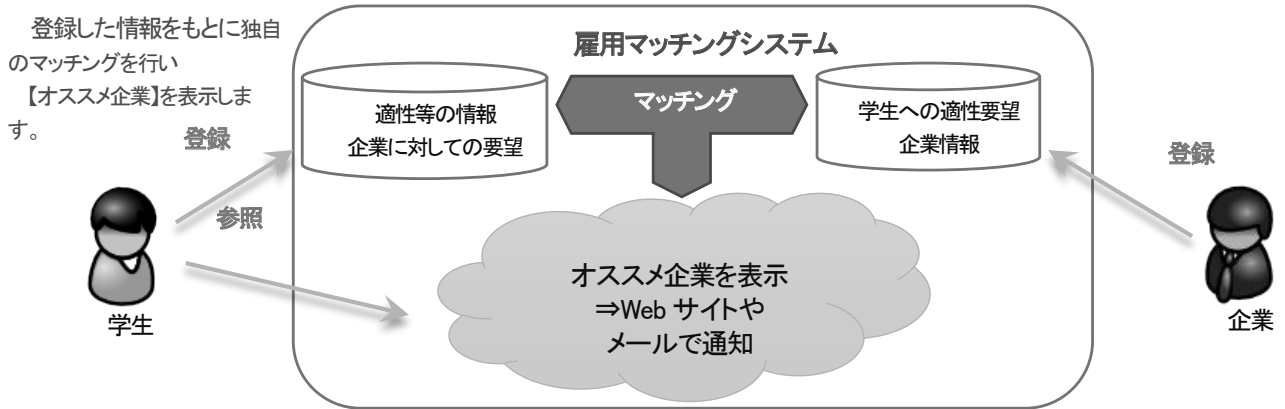 登録した情報をもとに独自
のマッチングを行い
【オススメ企業】を表示しま
す。
雇用マッチングシステム
適性等の情報
企業に対しての要望
マッチング
学生への適性要望
企業情報
登録
登録
参照
オススメ企業を表示
⇒Web サイトや
メールで通知
学生
企業